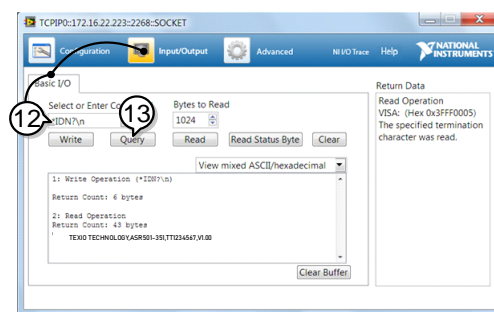 TCPIP0::172.16.22.223::2268::SOCKET
Configuration
Input/Output
Advanced
NI I/O Trace
Help
NATIONAL
INSTRUMENTS
Basic I/O
Return Data
Select or Enter
Bytes to Read
12
*IDN?\n
13
1024
Write
Query
Read
Read Status Byte
Clear
Read Operation
VISA: (Hex 0x3FFF0005)
The specified termination
character was read.
View mixed ASCII/hexadecimal
1: Write Operation (*IDN?\n)
Return Count: 6 bytes
2: Read Operation
Return Count: 43 bytes
TEXIO TECHNOLOGY,ASR501-351,TT1234567,V1.00
Clear Buffer